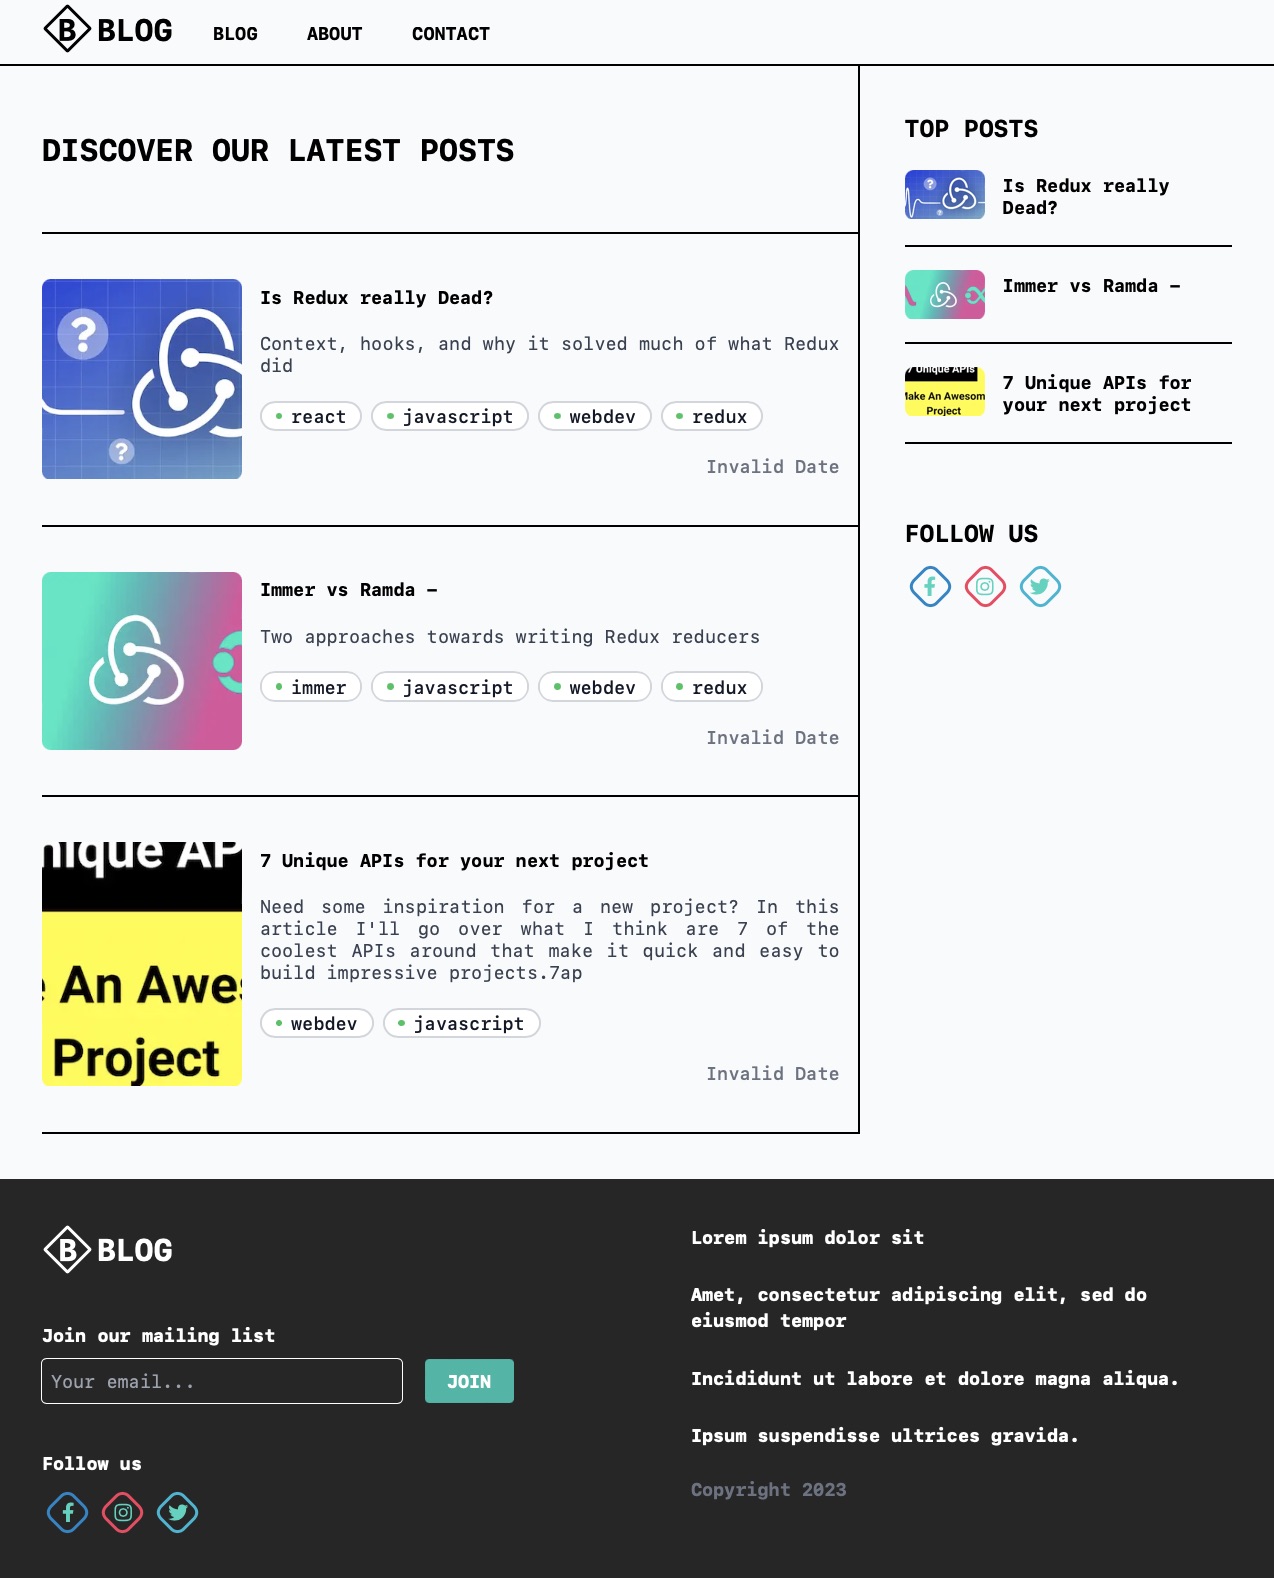 B BLOG
BLOG ABOUT CONTACT
DISCOVER OUR LATEST POSTS
?
?
Is Redux really Dead?
Context, hooks, and why it solved much of what Redux
did
• react • javascript • webdev • redux
Invalid Date
Immer vs Ramda –
Two approaches towards writing Redux reducers
• immer • javascript • webdev • redux
Invalid Date
nique AP
e An Awes
Project
7 Unique APIs for your next project
Need some inspiration for a new project? In this
article I'll go over what I think are 7 of the
coolest APIs around that make it quick and easy to
build impressive projects.7ap
• webdev • javascript
Invalid Date
TOP POSTS
?
?
Is Redux really
Dead?
Immer vs Ramda –
7 Unique APIs
Make An Awesom
Project
7 Unique APIs for
your next project
FOLLOW US
B BLOG
Join our mailing list
Your email...
JOIN
Follow us
Lorem ipsum dolor sit
Amet, consectetur adipiscing elit, sed do
eiusmod tempor
Incididunt ut labore et dolore magna aliqua.
Ipsum suspendisse ultrices gravida.
Copyright 2023